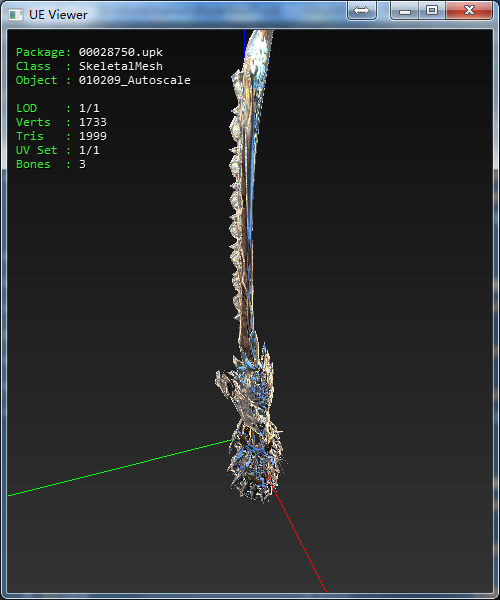 UE Viewer
Package: 00028750.upk
Class : SkeletalMesh
Object : 010209_Autoscale
LOD : 1/1
Verts : 1733
Tris : 1999
UV Set : 1/1
Bones : 3